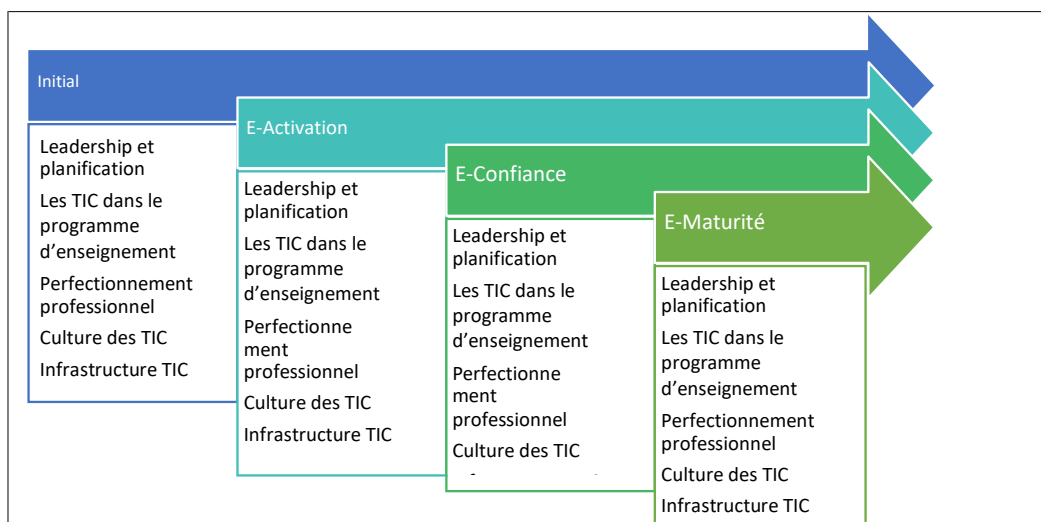 Initial
Leadership et
planification
Les TIC dans le
programme
d'enseignement
Perfectionnement
professionnel
Culture des TIC
Infrastructure TIC
E-Activation
Leadership et
planification
Les TIC dans le
programme
d'enseignement
Perfectionne
ment
professionnel
Culture des TIC
Infrastructure TIC
E-Confiance
Leadership et
planification
Les TIC dans le
programme
d'enseignement
Perfectionne
ment
professionnel
Culture des TIC
E-Maturité
Leadership et
planification
Les TIC dans le
programme
d'enseignement
Perfectionnement
professionnel
Culture des TIC
Infrastructure TIC